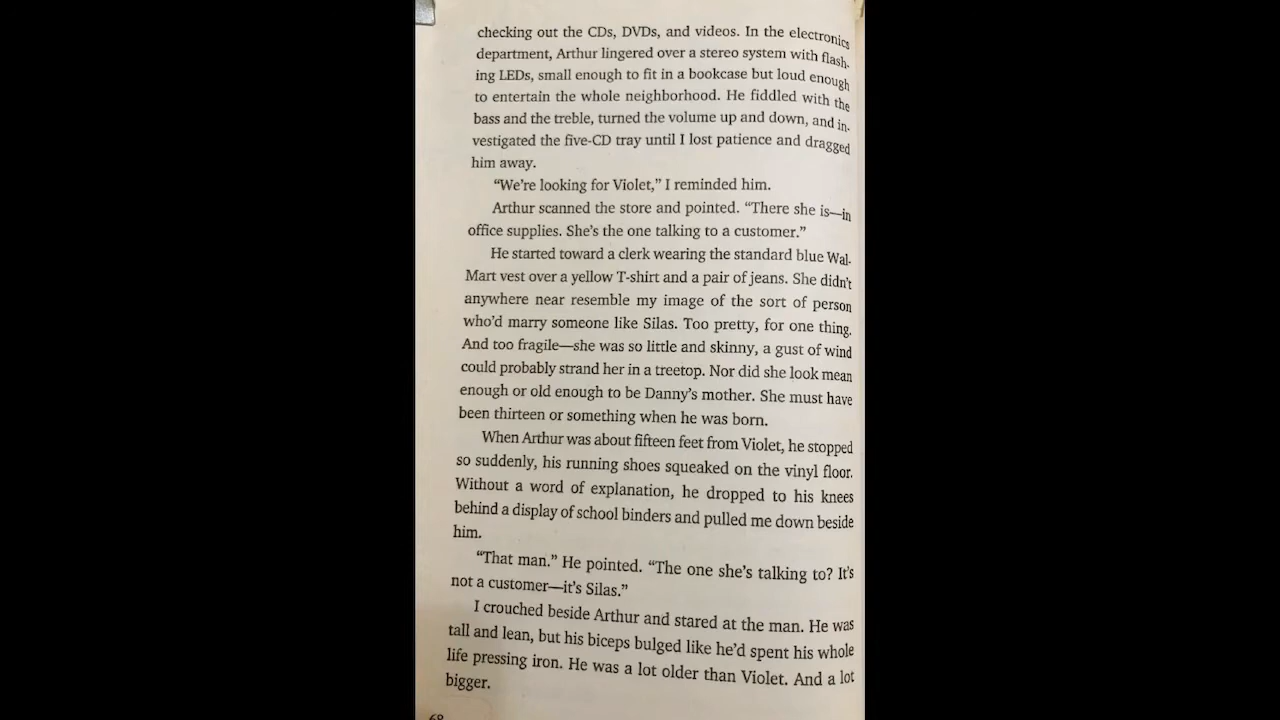 checking out the CDs, DVDs, and videos. In the electronics
department, Arthur lingered over a stereo system with flash-
ing LEDs, small enough to fit in a bookcase but loud enough
to entertain the whole neighborhood. He fiddled with the
bass and the treble, turned the volume up and down, and in-
vestigated the five-CD tray until I lost patience and dragged
him away.
“We’re looking for Violet,” I reminded him.
Arthur scanned the store and pointed. “There she is—in
office supplies. She’s the one talking to a customer.”
He started toward a clerk wearing the standard blue Wal-
Mart vest over a yellow T-shirt and a pair of jeans. She didn’t
anywhere near resemble my image of the sort of person
who’d marry someone like Silas. Too pretty, for one thing.
And too fragile—she was so little and skinny, a gust of wind
could probably strand her in a treetop. Nor did she look mean
enough or old enough to be Danny’s mother. She must have
been thirteen or something when he was born.
When Arthur was about fifteen feet from Violet, he stopped
so suddenly, his running shoes squeaked on the vinyl floor.
Without a word of explanation, he dropped to his knees
behind a display of school binders and pulled me down beside
him.
“That man.” He pointed. “The one she’s talking to? It’s
not a customer—it’s Silas.”
I crouched beside Arthur and stared at the man. He was
tall and lean, but his biceps bulged like he’d spent his whole
life pressing iron. He was a lot older than Violet. And a lot
bigger.
68